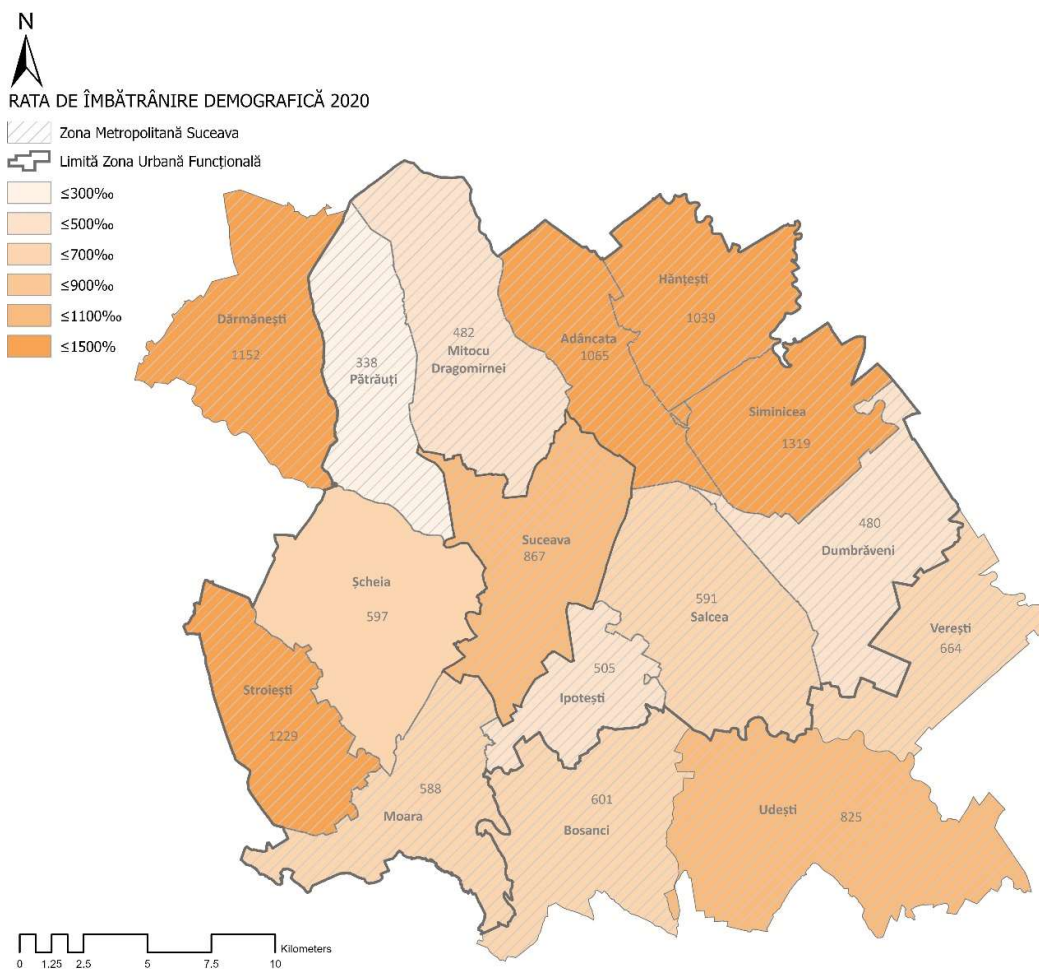 N
RATA DE ÎMBĂTRÂNIRE DEMOGRAFICĂ 2020
Zona Metropolitană Suceava
Limită Zona Urbană Funcțională
≤300‰
≤500‰
≤700‰
≤900‰
≤1100‰
≤1500%
Dărmănești
1152
338
Pătrăuți
482
Mitocu
Dragomirnei
Adâncata
1065
Hănțești
1039
Siminicea
1319
Suceava
867
480
Dumbrăveni
Șcheia
597
591
Salcea
Verești
664
Stroiești
1229
505
Ipotești
588
Moara
601
Bosanci
Udești
825
Kilometers
0 1.25 2.5 5 7.5 10